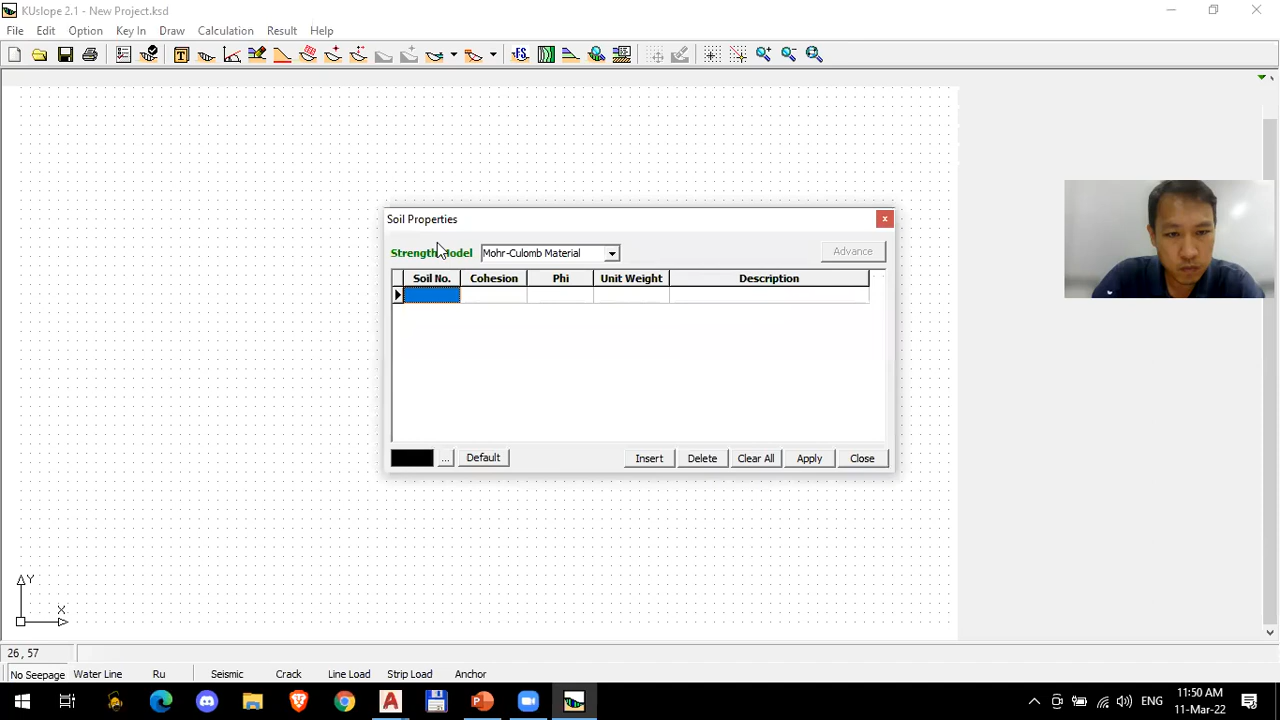 KUslope 2.1 - New Project.ksd
File Edit Option Key In Draw Calculation Result Help
FS
Soil Properties
Strength Model Mohr-Culomb Material Advance
Soil No. Cohesion Phi Unit Weight Description
... Default Insert Delete Clear All Apply Close
Y
X
26 , 57
No Seepage Water Line Ru Seismic Crack Line Load Strip Load Anchor
ENG
11:50 AM
11-Mar-22